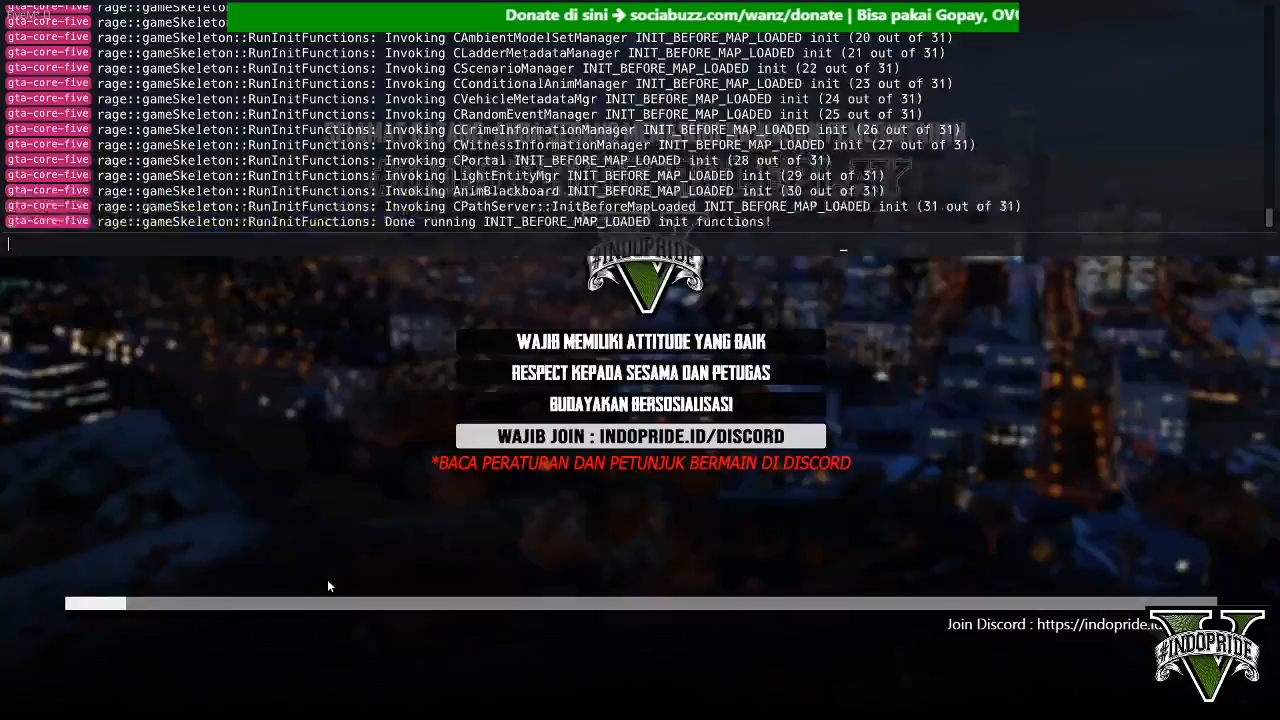 gta-core-five rage::gameSkeleton::RunInitFunctions:
Donate di sini → sociabuzz.com/wanz/donate | Bisa pakai Gopay, OVO
gta-core-five rage::gameSkeleton::RunInitFunctions: Invoking CAmbientModelSetManager INIT_BEFORE_MAP_LOADED init (20 out of 31)
gta-core-five rage::gameSkeleton::RunInitFunctions: Invoking CLadderMetadataManager INIT_BEFORE_MAP_LOADED init (21 out of 31)
gta-core-five rage::gameSkeleton::RunInitFunctions: Invoking CScenarioManager INIT_BEFORE_MAP_LOADED init (22 out of 31)
gta-core-five rage::gameSkeleton::RunInitFunctions: Invoking CConditionalAnimManager INIT_BEFORE_MAP_LOADED init (23 out of 31)
gta-core-five rage::gameSkeleton::RunInitFunctions: Invoking CVehicleMetadataMgr INIT_BEFORE_MAP_LOADED init (24 out of 31)
gta-core-five rage::gameSkeleton::RunInitFunctions: Invoking CRandomEventManager INIT_BEFORE_MAP_LOADED init (25 out of 31)
gta-core-five rage::gameSkeleton::RunInitFunctions: Invoking CCrimeInformationManager INIT_BEFORE_MAP_LOADED init (26 out of 31)
gta-core-five rage::gameSkeleton::RunInitFunctions: Invoking CWitnessInformationManager INIT_BEFORE_MAP_LOADED init (27 out of 31)
gta-core-five rage::gameSkeleton::RunInitFunctions: Invoking CPortal INIT_BEFORE_MAP_LOADED init (28 out of 31)
gta-core-five rage::gameSkeleton::RunInitFunctions: Invoking LightEntityMgr INIT_BEFORE_MAP_LOADED init (29 out of 31)
gta-core-five rage::gameSkeleton::RunInitFunctions: Invoking AnimBlackboard INIT_BEFORE_MAP_LOADED init (30 out of 31)
gta-core-five rage::gameSkeleton::RunInitFunctions: Invoking CPathServer::InitBeforeMapLoaded INIT_BEFORE_MAP_LOADED init (31 out of 31)
gta-core-five rage::gameSkeleton::RunInitFunctions: Done running INIT_BEFORE_MAP_LOADED init functions!
#INDOPRIDE
V
WAJIB MEMILIKI ATTITUDE YANG BAIK
RESPECT KEPADA SESAMA DAN PETUGAS
BUDAYAKAN BERSOSIALISASI
WAJIB JOIN : INDOPRIDE.ID/DISCORD
*BACA PERATURAN DAN PETUNJUK BERMAIN DI DISCORD
Join Discord : https://indopride.i
#INDOPRIDE
V